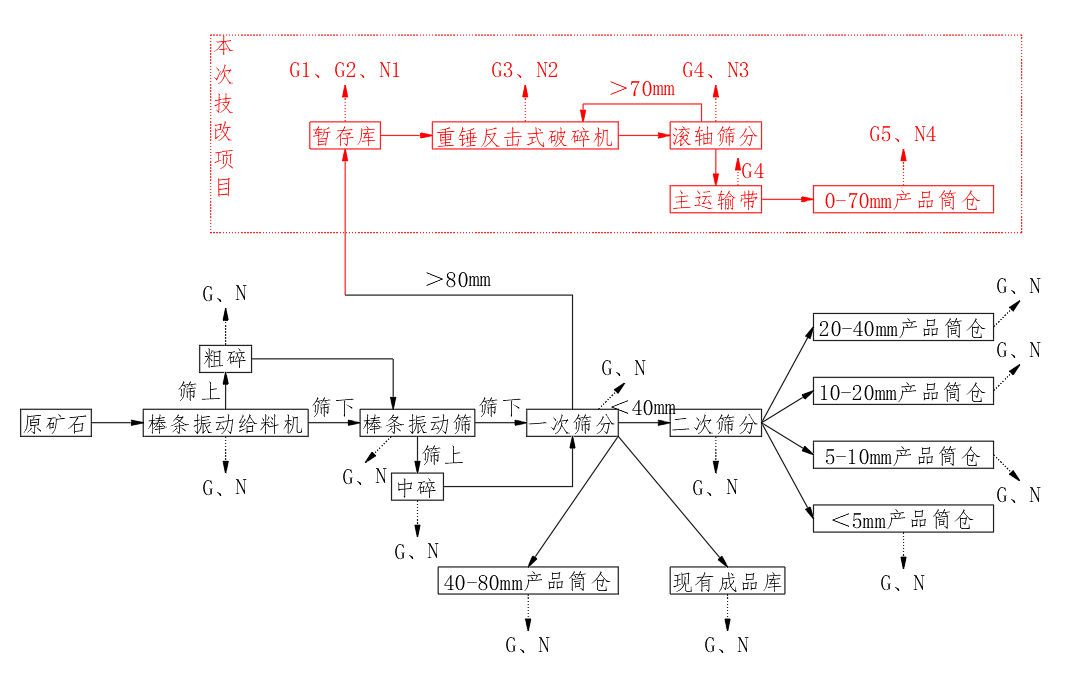 本次技改项目
G1、G2、N1
G3、N2
G4、N3
>70mm
暂存库
重锤反击式破碎机
滚轴筛分
G5、N4
G4
主运输带
0-70mm产品筒仓
>80mm
G、N
20-40mm产品筒仓
G、N
粗碎
筛上
G、N
G、N
10-20mm产品筒仓
原矿石
棒条振动给料机
筛下
棒条振动筛
筛下
一次筛分
<40mm
二次筛分
筛上
5-10mm产品筒仓
G、N
G、N
中碎
G、N
G、N
<5mm产品筒仓
G、N
G、N
40-80mm产品筒仓
现有成品库
G、N
G、N